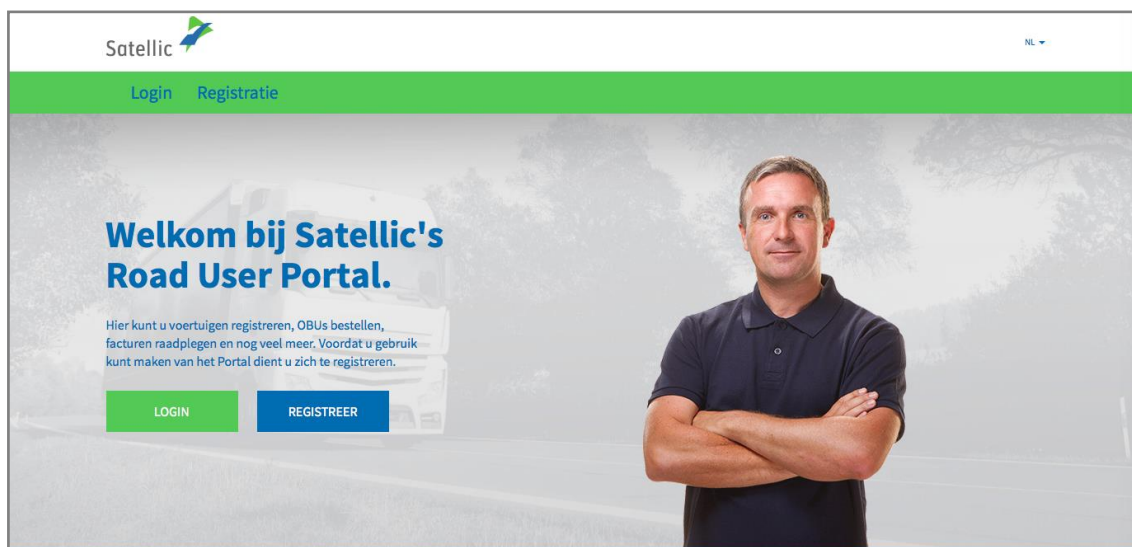 Satellic
NL
Login Registratie
Welkom bij Satellic's
Road User Portal.
Hier kunt u voertuigen registreren, OBUs bestellen,
facturen raadplegen en nog veel meer. Voordat u gebruik
kunt maken van het Portal dient u zich te registreren.
LOGIN REGISTREER